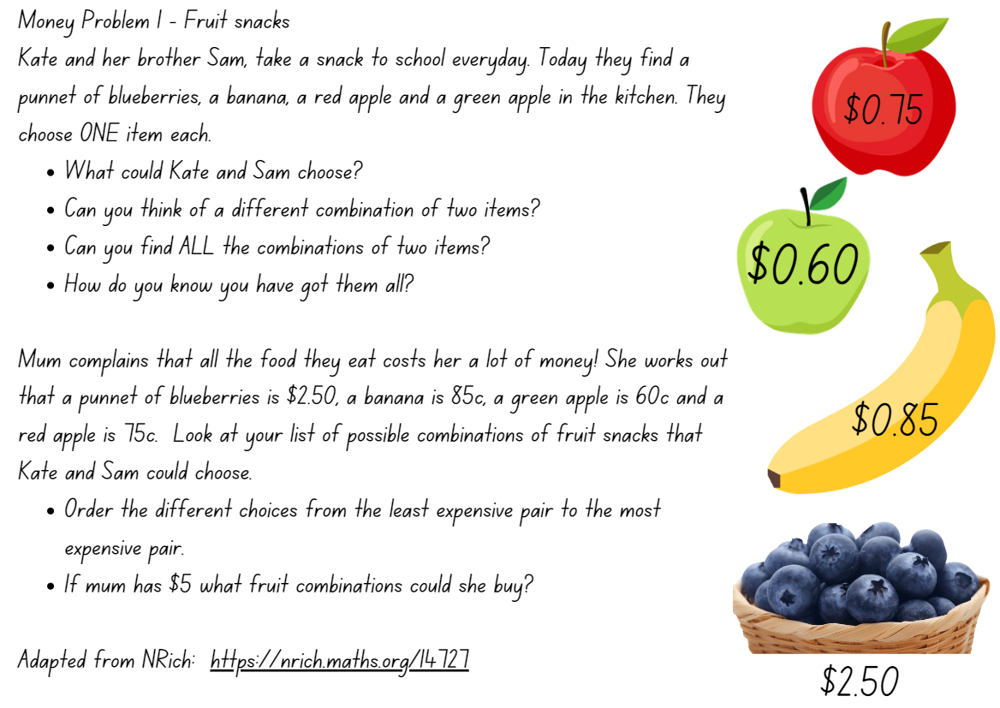 Money Problem 1 - Fruit snacks
Kate and her brother Sam, take a snack to school everyday. Today they find a
punnet of blueberries, a banana, a red apple and a green apple in the kitchen. They
choose ONE item each.
• What could Kate and Sam choose?
• Can you think of a different combination of two items?
• Can you find ALL the combinations of two items?
• How do you know you have got them all?
Mum complains that all the food they eat costs her a lot of money! She works out
that a punnet of blueberries is $2.50, a banana is 85c, a green apple is 60c and a
red apple is 75c. Look at your list of possible combinations of fruit snacks that
Kate and Sam could choose.
• Order the different choices from the least expensive pair to the most
expensive pair.
• If mum has $5 what fruit combinations could she buy?
Adapted from NRich: https://nrich.maths.org/14727
$0.75
$0.60
$0.85
$2.50